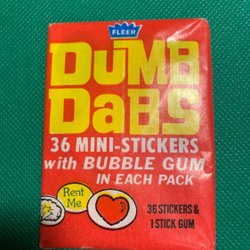 FLEER
DUMB
DaBS
36 MINI-STICKERS
with BUBBLE GUM
IN EACH PACK
Rent
Me
36 STICKERS &
1 STICK GUM